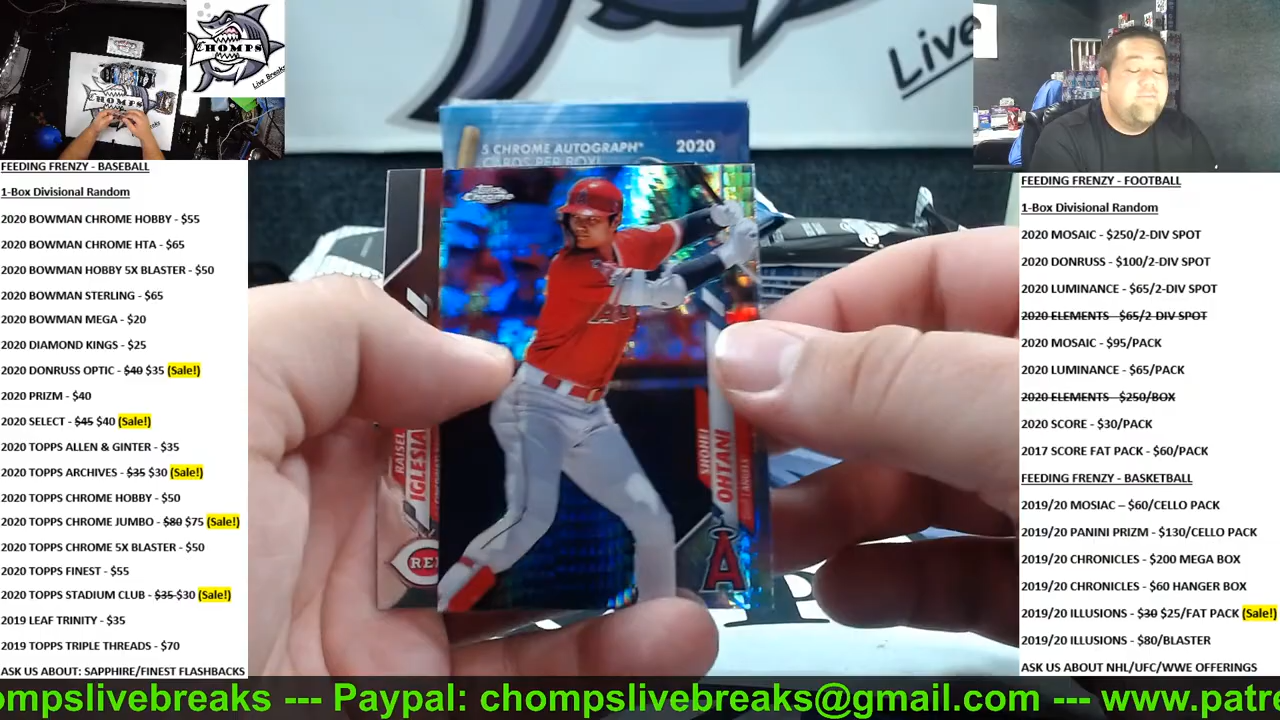 CHOMPS
Live Breaks
Live
FEEDING FRENZY - BASEBALL
1-Box Divisional Random
2020 BOWMAN CHROME HOBBY - $55
2020 BOWMAN CHROME HTA - $65
2020 BOWMAN HOBBY 5X BLASTER - $50
2020 BOWMAN STERLING - $65
2020 BOWMAN MEGA - $20
2020 DIAMOND KINGS - $25
2020 DONRUSS OPTIC - $40 $35 (Sale!)
2020 PRIZM - $40
2020 SELECT - $45 $40 (Sale!)
2020 TOPPS ALLEN & GINTER - $35
2020 TOPPS ARCHIVES - $35 $30 (Sale!)
2020 TOPPS CHROME HOBBY - $50
2020 TOPPS CHROME JUMBO - $80 $75 (Sale!)
2020 TOPPS CHROME 5X BLASTER - $50
2020 TOPPS FINEST - $55
2020 TOPPS STADIUM CLUB - $35 $30 (Sale!)
2019 LEAF TRINITY - $35
2019 TOPPS TRIPLE THREADS - $70
ASK US ABOUT: SAPPHIRE/FINEST FLASHBACKS
5 CHROME AUTOGRAPH
CARDS PER BOX!
2020
Topps Chrome
RAISEL
IGLESIA
RE
SHOHEI
OHTANI
ANGELS
A
FEEDING FRENZY - FOOTBALL
1-Box Divisional Random
2020 MOSAIC - $250/2-DIV SPOT
2020 DONRUSS - $100/2-DIV SPOT
2020 LUMINANCE - $65/2-DIV SPOT
2020 ELEMENTS - $65/2 DIV SPOT
2020 MOSAIC - $95/PACK
2020 LUMINANCE - $65/PACK
2020 ELEMENTS - $250/BOX
2020 SCORE - $30/PACK
2017 SCORE FAT PACK - $60/PACK
FEEDING FRENZY - BASKETBALL
2019/20 MOSIAC – $60/CELLO PACK
2019/20 PANINI PRIZM - $130/CELLO PACK
2019/20 CHRONICLES - $200 MEGA BOX
2019/20 CHRONICLES - $60 HANGER BOX
2019/20 ILLUSIONS - $30 $25/FAT PACK (Sale!)
2019/20 ILLUSIONS - $80/BLASTER
ASK US ABOUT NHL/UFC/WWE OFFERINGS
ompslivebreaks --- Paypal: chompslivebreaks@gmail.com --- www.patr